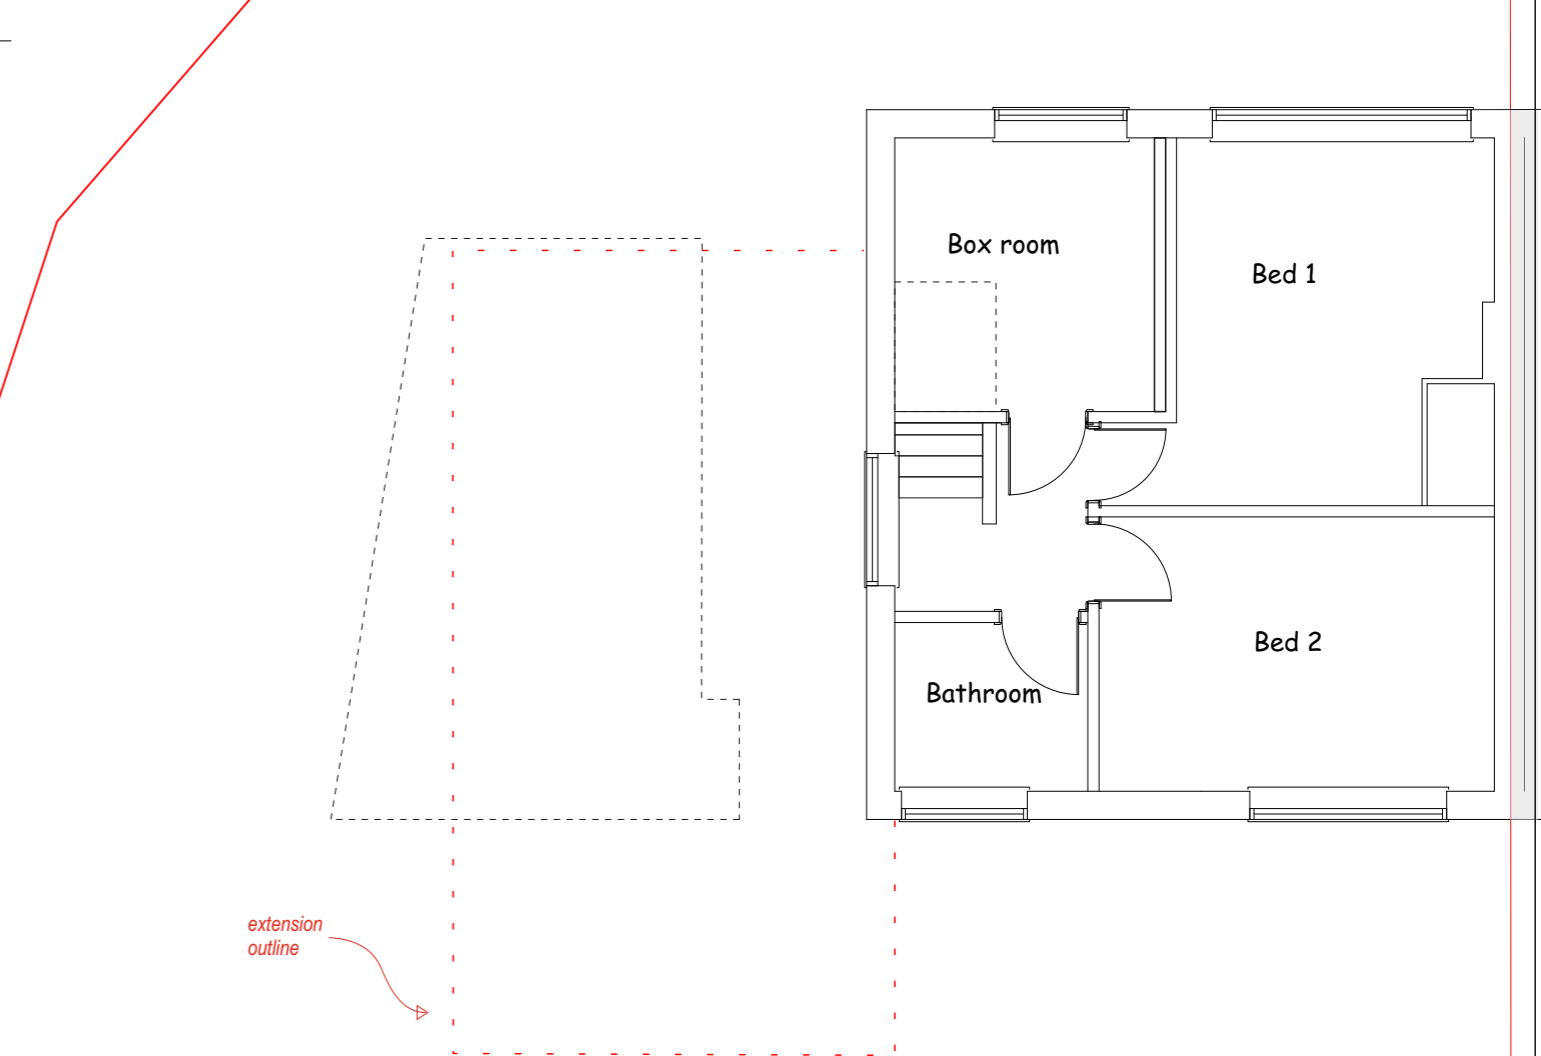 Box room
Bed 1
Bed 2
Bathroom
extension
outline